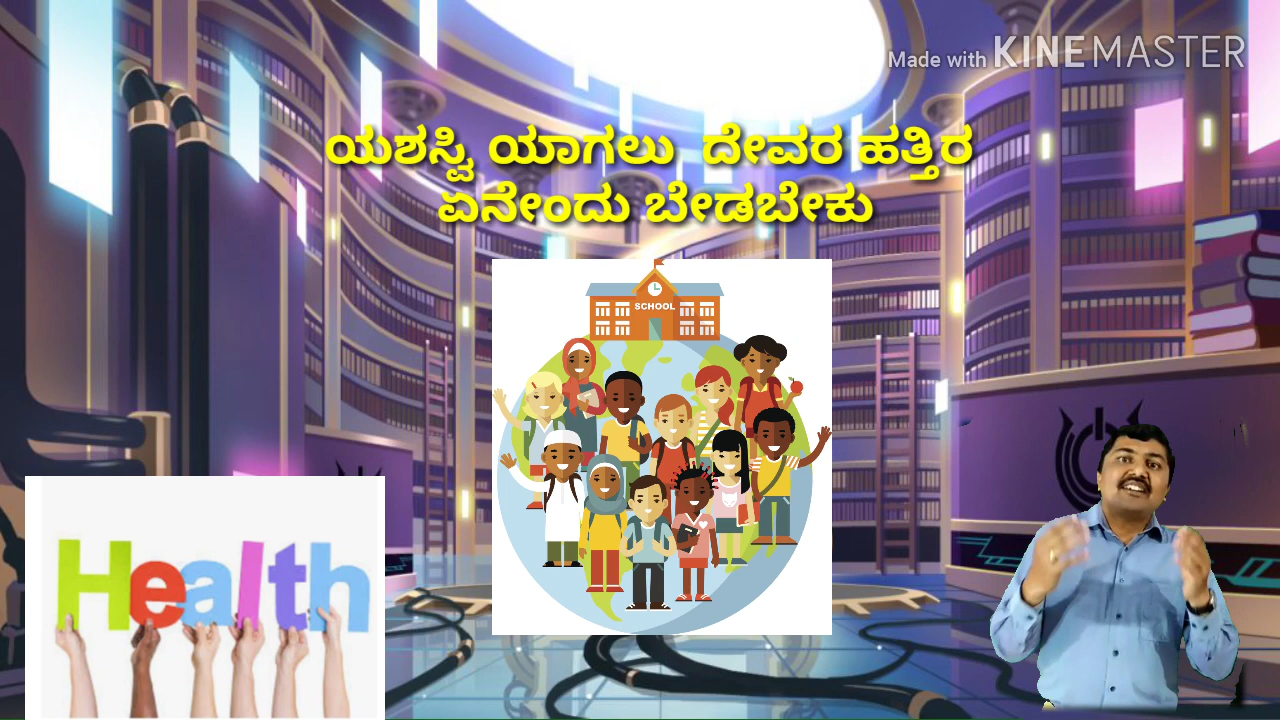 Made with KINEMASTER
ಯಶಸ್ವಿ ಯಾಗಲು ದೇವರ ಹತ್ತಿರ
ಏನೇಂದು ಬೇಡಬೇಕು
SCHOOL
Health